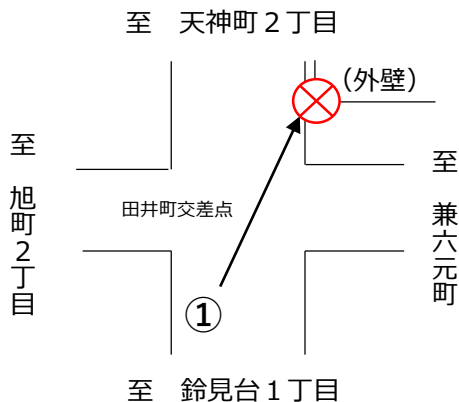 至 天神町２丁目
（外壁）
至 旭町２丁目
田井町交差点
至 兼六元町
①
至 鈴見台１丁目